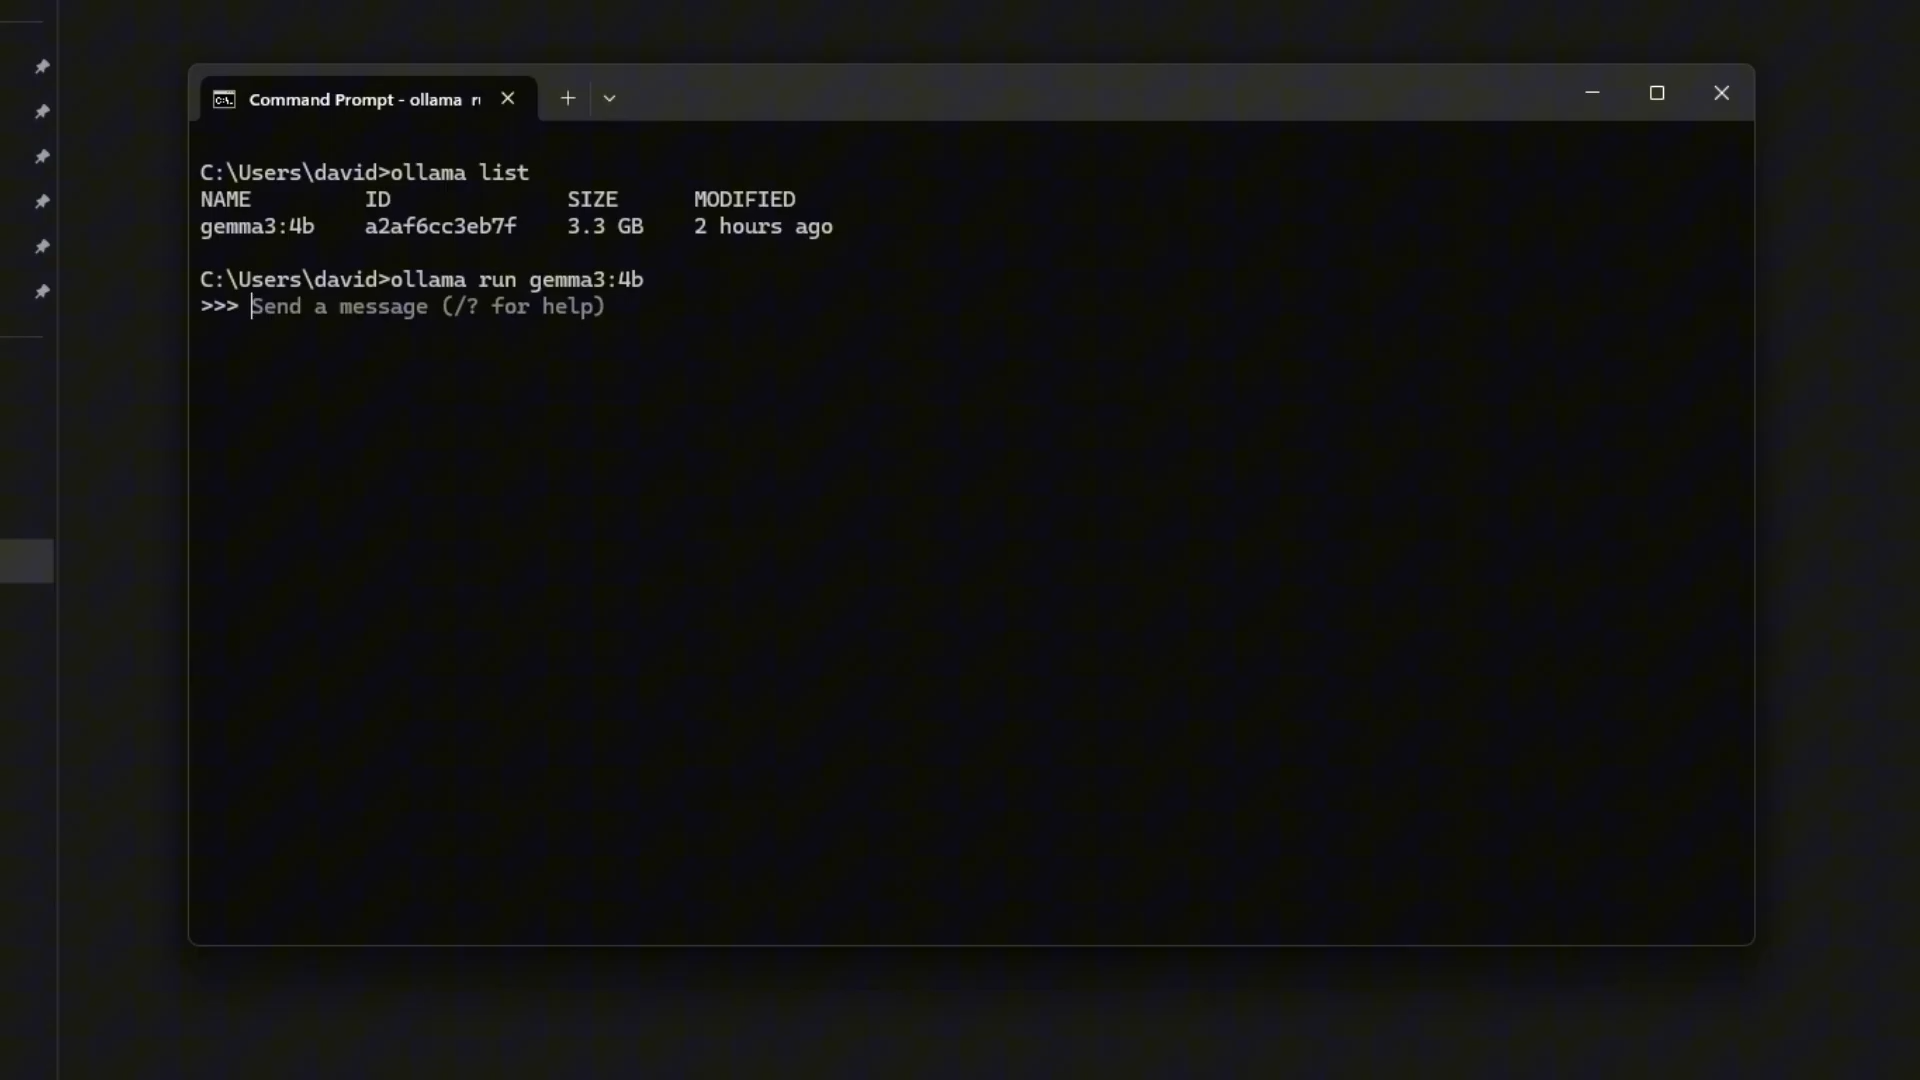 Command Prompt - ollama
C:\Users\david>ollama list
NAME ID SIZE MODIFIED
gemma3:4b a2af6cc3eb7f 3.3 GB 2 hours ago
C:\Users\david>ollama run gemma3:4b
>>> Send a message (/? for help)